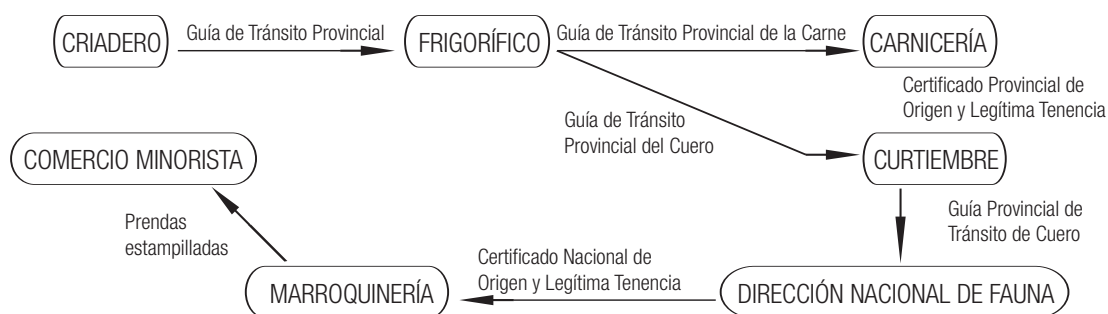 CRIADERO
Guía de Tránsito Provincial
FRIGORÍFICO
Guía de Tránsito Provincial de la Carne
CARNICERÍA
Certificado Provincial de
Origen y Legítima Tenencia
Guía de Tránsito
Provincial del Cuero
CURTIEMBRE
COMERCIO MINORISTA
Guía Provincial de
Tránsito de Cuero
Prendas
estampilladas
Certificado Nacional de
Origen y Legítima Tenencia
MARROQUINERÍA
DIRECCIÓN NACIONAL DE FAUNA